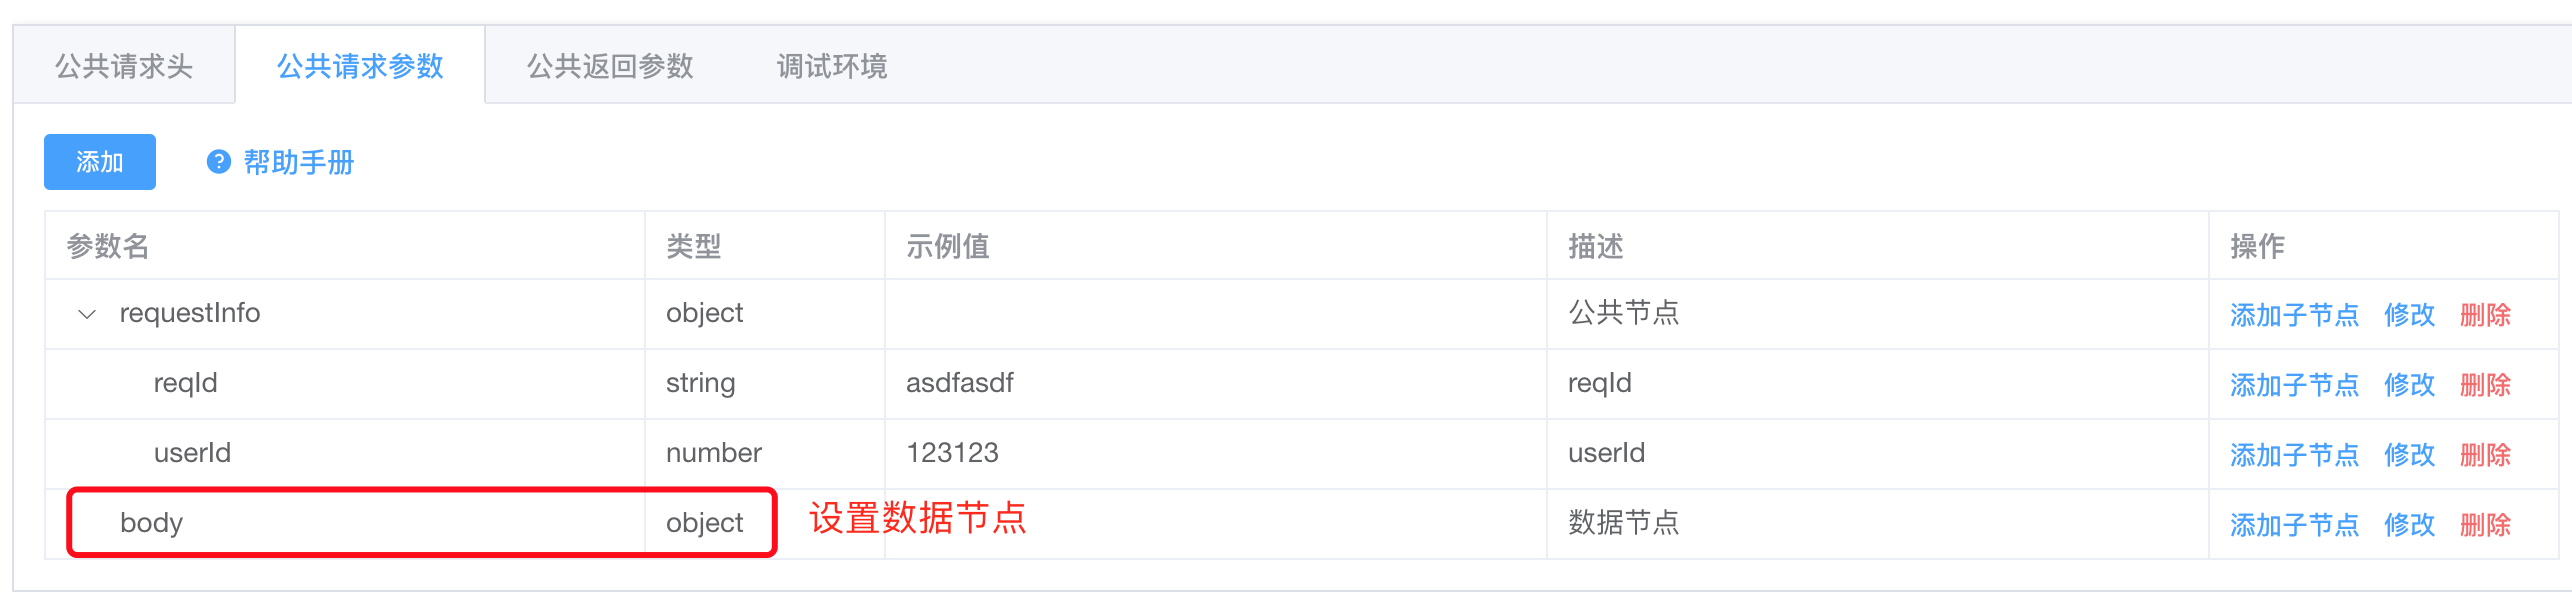 公共请求头 公共请求参数 公共返回参数 调试环境
添加 帮助手册
参数名 类型 示例值 描述 操作
requestInfo object 公共节点 添加子节点 修改 删除
reqId string asdfasdf reqId 添加子节点 修改 删除
userId number 123123 userId 添加子节点 修改 删除
body object 设置数据节点 数据节点 添加子节点 修改 删除